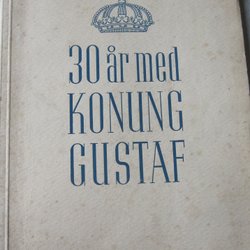 30 år med
KONUNG
GUSTAF